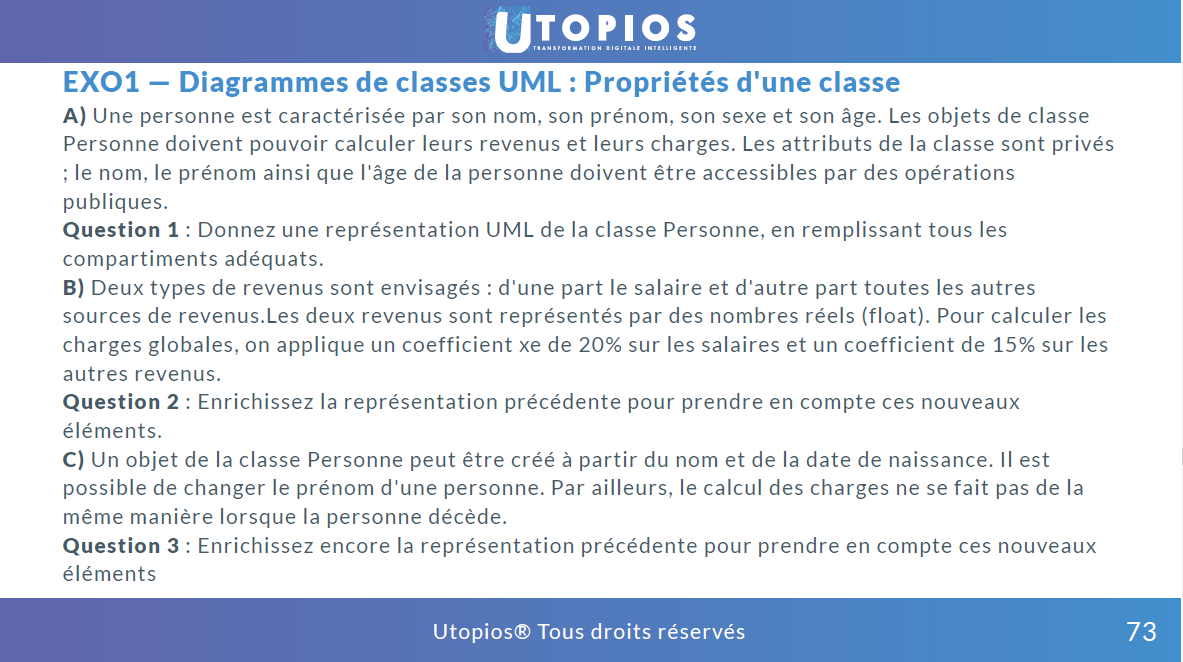 UTOPIOS
TRANSFORMATION DIGITALE INTELLIGENTE
EXO1 — Diagrammes de classes UML : Propriétés d'une classe
A) Une personne est caractérisée par son nom, son prénom, son sexe et son âge. Les objets de classe
Personne doivent pouvoir calculer leurs revenus et leurs charges. Les attributs de la classe sont privés
; le nom, le prénom ainsi que l'âge de la personne doivent être accessibles par des opérations
publiques.
Question 1 : Donnez une représentation UML de la classe Personne, en remplissant tous les
compartiments adéquats.
B) Deux types de revenus sont envisagés : d'une part le salaire et d'autre part toutes les autres
sources de revenus.Les deux revenus sont représentés par des nombres réels (float). Pour calculer les
charges globales, on applique un coefficient xe de 20% sur les salaires et un coefficient de 15% sur les
autres revenus.
Question 2 : Enrichissez la représentation précédente pour prendre en compte ces nouveaux
éléments.
C) Un objet de la classe Personne peut être créé à partir du nom et de la date de naissance. Il est
possible de changer le prénom d'une personne. Par ailleurs, le calcul des charges ne se fait pas de la
même manière lorsque la personne décède.
Question 3 : Enrichissez encore la représentation précédente pour prendre en compte ces nouveaux
éléments
Utopios® Tous droits réservés
73